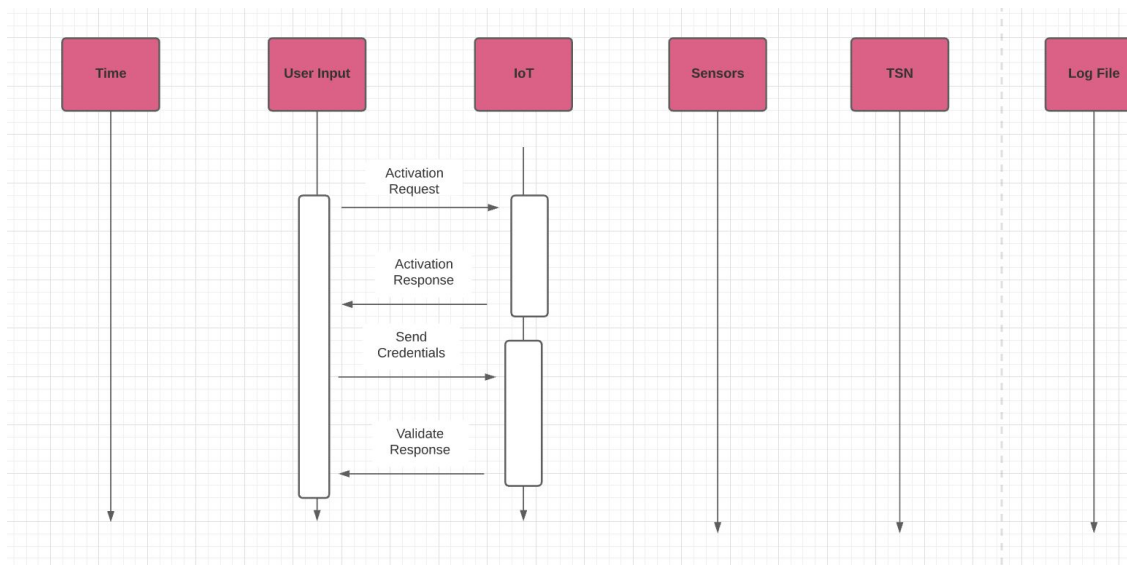 Time
User Input
IoT
Sensors
TSN
Log File
Activation
Request
Activation
Response
Send
Credentials
Validate
Response